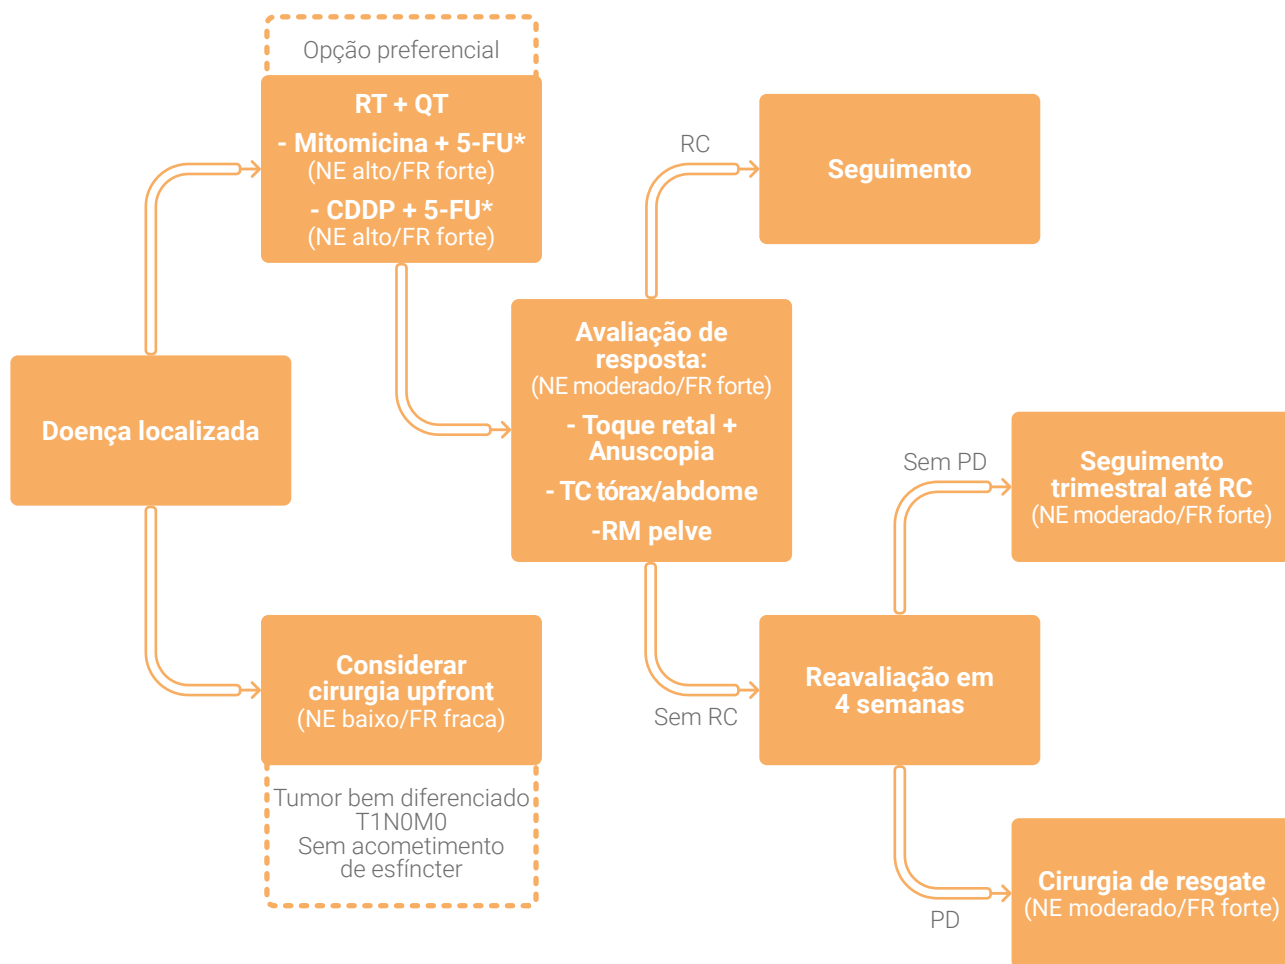 Opção preferencial
RT + QT
- Mitomicina + 5-FU*
(NE alto/FR forte)
- CDDP + 5-FU*
(NE alto/FR forte)
RC
Seguimento
Avaliação de
resposta:
(NE moderado/FR forte)
- Toque retal +
Anuscopia
- TC tórax/abdome
-RM pelve
Doença localizada
Sem PD
Seguimento
trimestral até RC
(NE moderado/FR forte)
Considerar
cirurgia upfront
(NE baixo/FR fraca)
Tumor bem diferenciado
T1N0M0
Sem acometimento
de esfíncter
Sem RC
Reavaliação em
4 semanas
PD
Cirurgia de resgate
(NE moderado/FR forte)